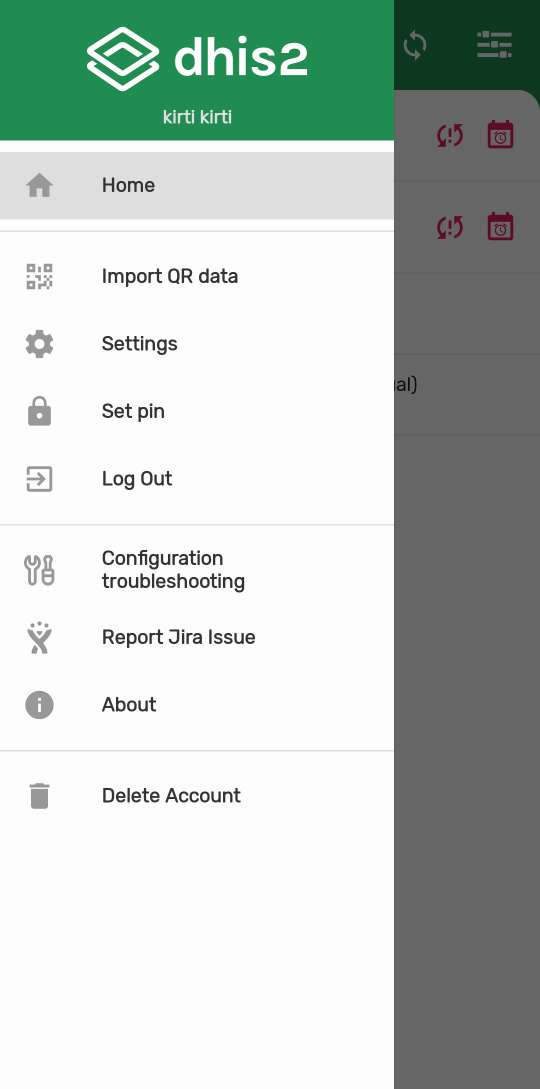 dhis2
kirti kirti
Home
Import QR data
Settings
ual)
Set pin
Log Out
Configuration
troubleshooting
Report Jira Issue
About
Delete Account